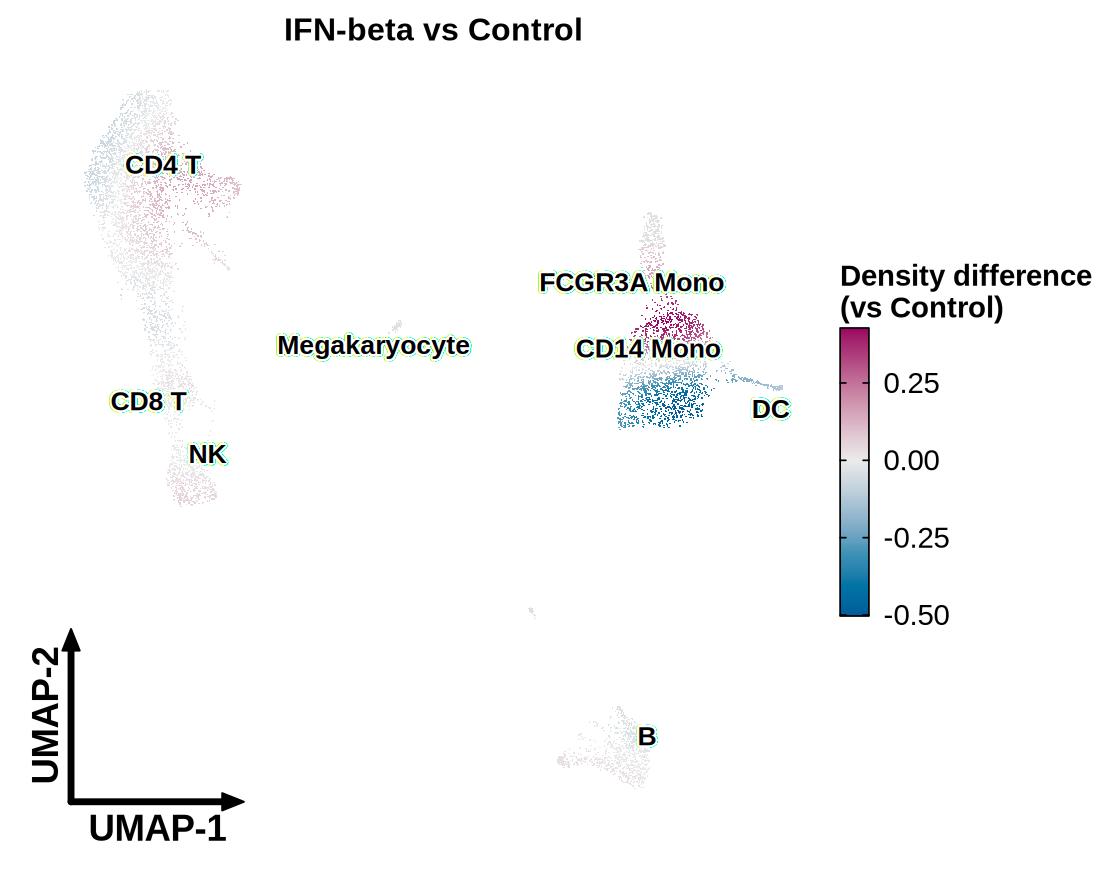 IFN-beta vs Control
CD4 T
FCGR3A Mono
Megakaryocyte
CD14 Mono
CD8 T
DC
NK
B
Density difference
(vs Control)
0.25
0.00
-0.25
-0.50
UMAP-2
UMAP-1